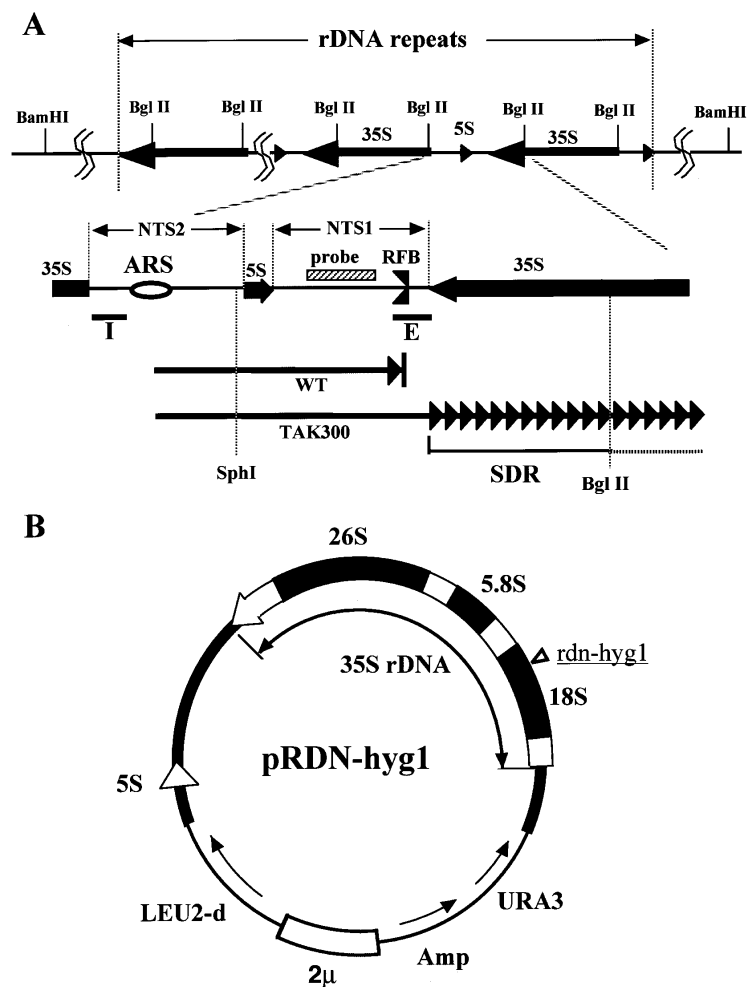 A
rDNA repeats
BamHI Bgl II Bgl II Bgl II Bgl II Bgl II Bgl II BamHI
35S 5S 35S
NTS2 NTS1
35S ARS 5S probe RFB 35S
I E
WT
TAK300
SphI SDR Bgl II
B
26S
5.8S
rdn-hyg1
35S rDNA
18S
pRDN-hyg1
5S
LEU2-d URA3
Amp
2μ